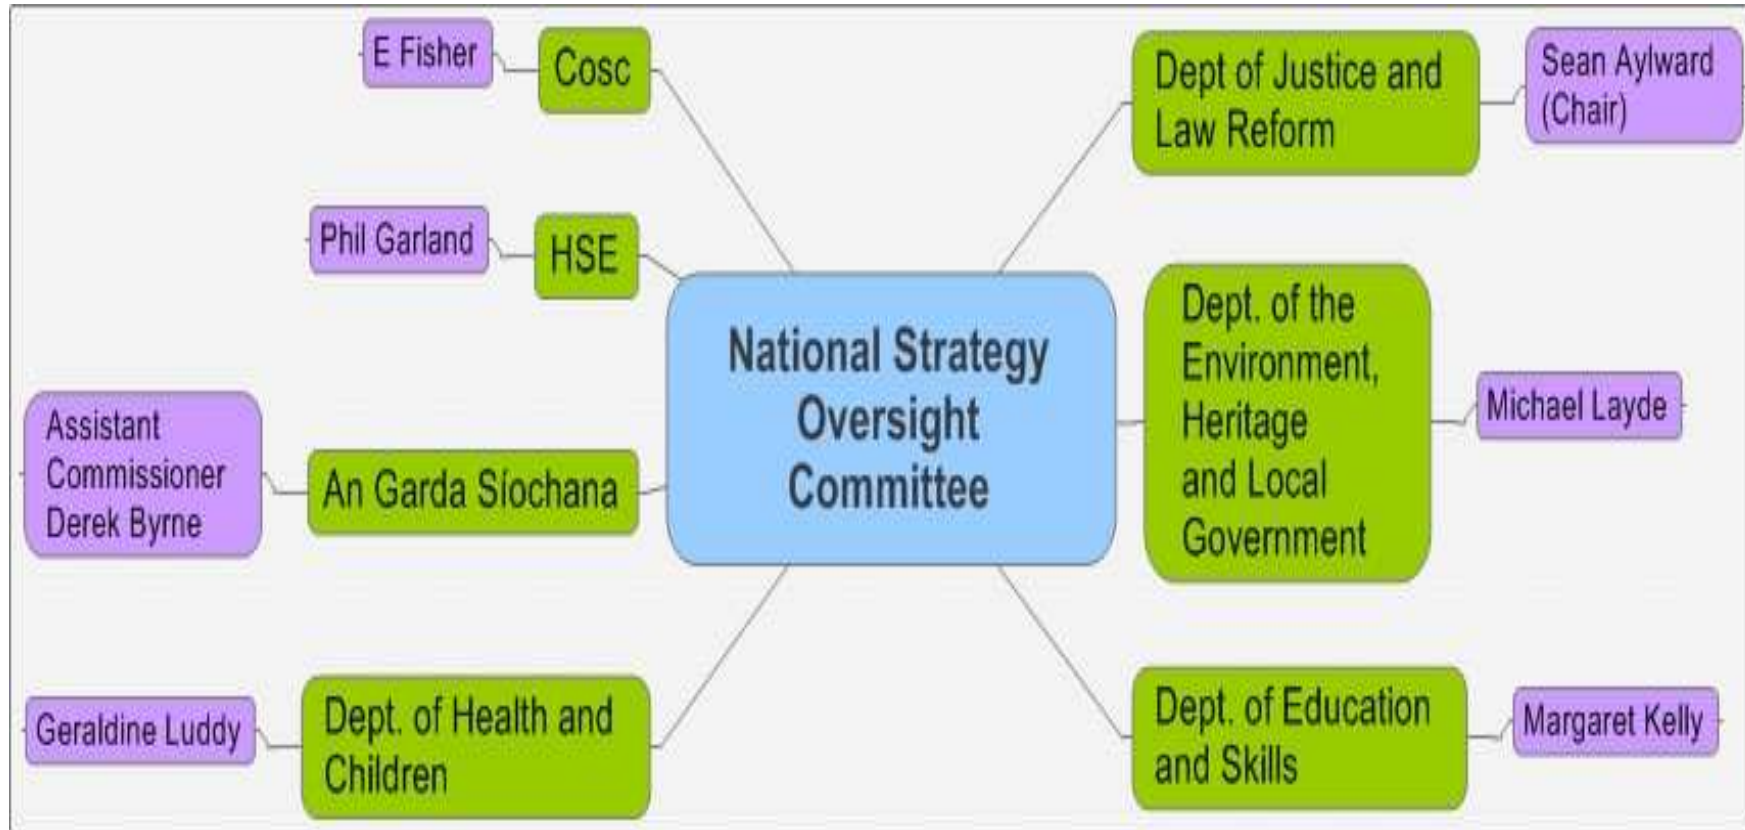 E Fisher
Cosc
Dept of Justice and
Law Reform
Sean Aylward
(Chair)
Phil Garland
HSE
National Strategy
Oversight
Committee
Dept. of the
Environment,
Heritage
and Local
Government
Michael Layde
Assistant
Commissioner
Derek Byrne
An Garda Síochana
Geraldine Luddy
Dept. of Health and
Children
Dept. of Education
and Skills
Margaret Kelly